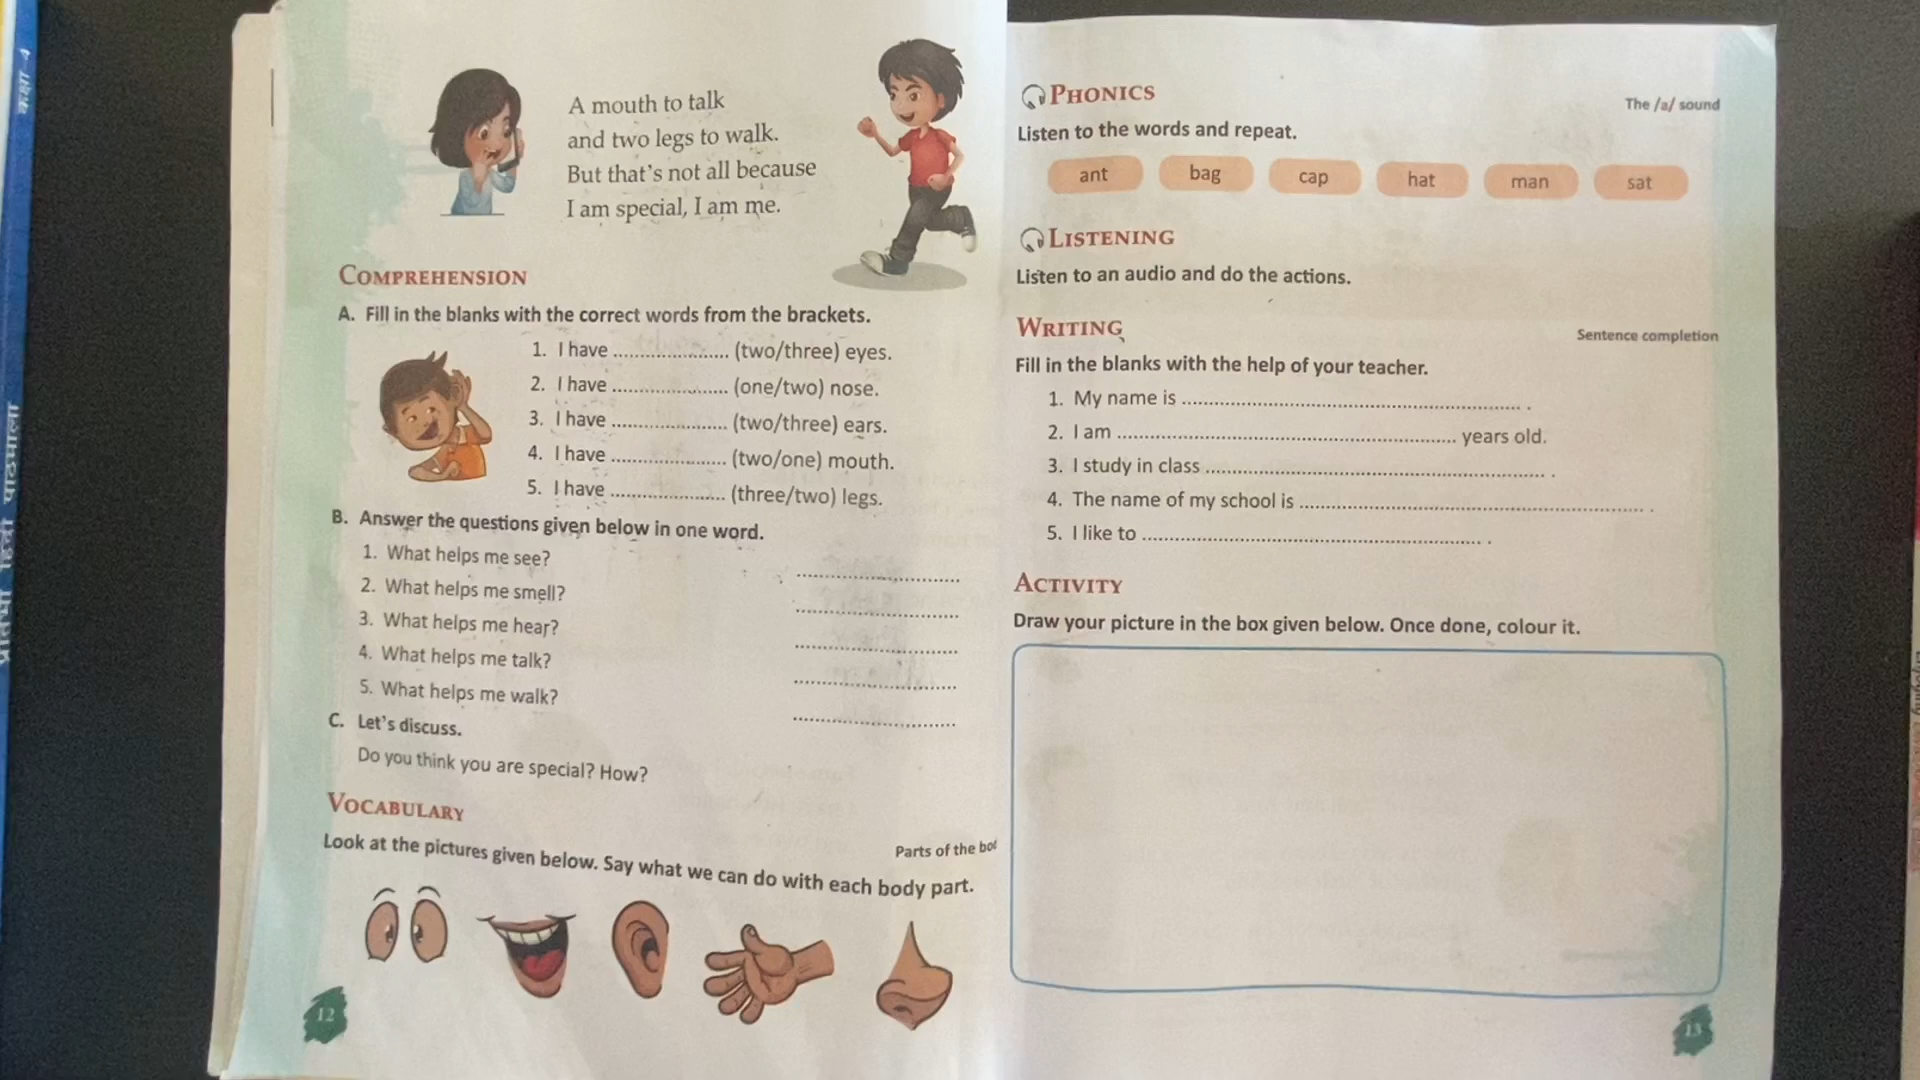 A mouth to talk
and two legs to walk.
But that's not all because
I am special, I am me.
COMPREHENSION
A. Fill in the blanks with the correct words from the brackets.
1. I have ..................... (two/three) eyes.
2. I have ..................... (one/two) nose.
3. I have ..................... (two/three) ears.
4. I have ..................... (two/one) mouth.
5. I have ..................... (three/two) legs.
B. Answer the questions given below in one word.
1. What helps me see? ..............................
2. What helps me smell? ..............................
3. What helps me hear? ..............................
4. What helps me talk? ..............................
5. What helps me walk? ..............................
C. Let's discuss.
Do you think you are special? How?
VOCABULARY
Parts of the
Look at the pictures given below. Say what we can do with each body part.
12
PHONICS
The /a/ sound
Listen to the words and repeat.
ant bag cap hat man sat
LISTENING
Listen to an audio and do the actions.
WRITING
Sentence completion
Fill in the blanks with the help of your teacher.
1. My name is .............................................................. .
2. I am .............................................................. years old.
3. I study in class .............................................................. .
4. The name of my school is .............................................................. .
5. I like to .............................................................. .
ACTIVITY
Draw your picture in the box given below. Once done, colour it.
13
कक्षा-4